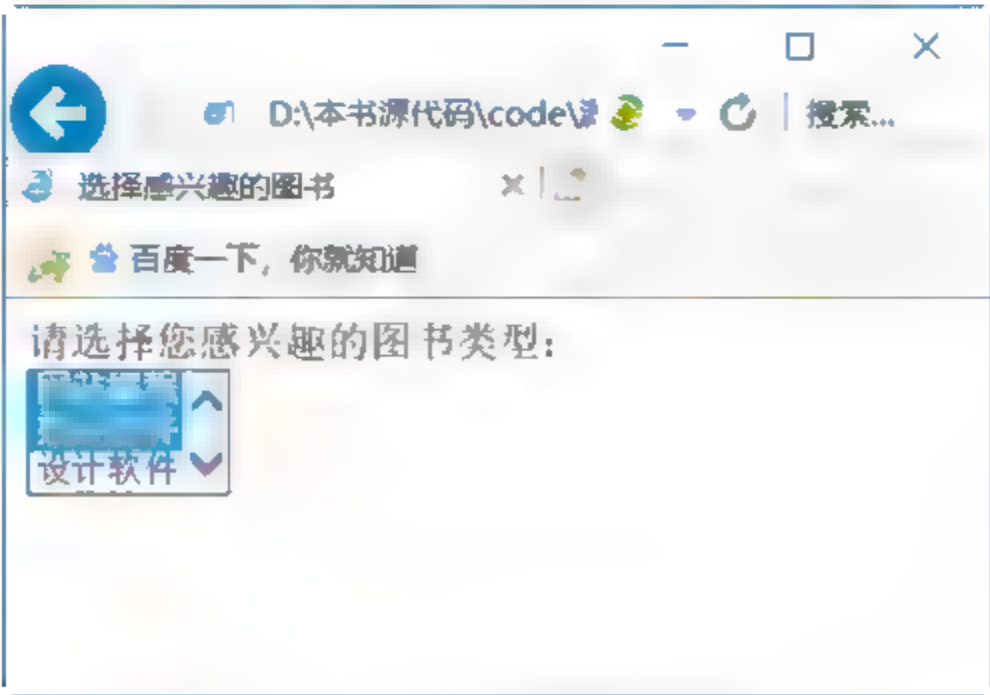 D:\本书源代码\code\ 搜索...
选择感兴趣的图书
百度一下，你就知道
请选择您感兴趣的图书类型：
设计软件